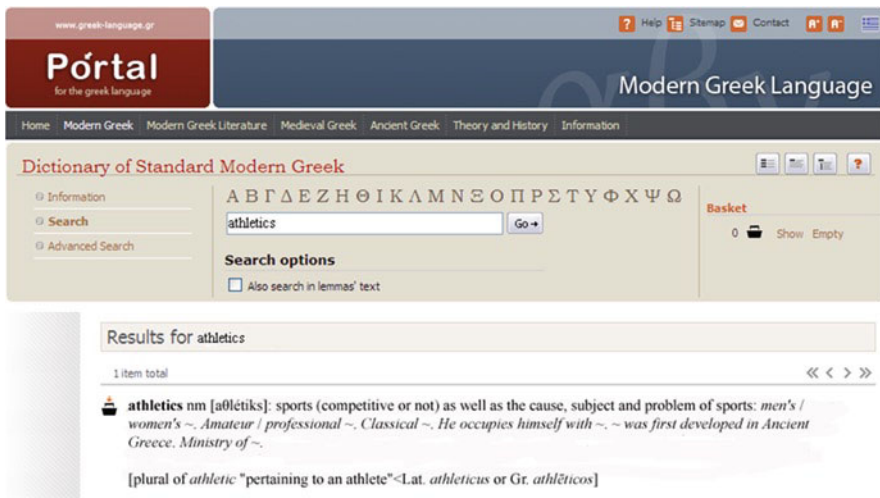 www.greek-language.gr
Help Sitemap Contact
Pórtal
for the greek language
Modern Greek Language
Home Modern Greek Modern Greek Literature Medieval Greek Ancient Greek Theory and History Information
Dictionary of Standard Modern Greek
Information
Search
Advanced Search
Α Β Γ Δ Ε Ζ Η Θ Ι Κ Λ Μ Ν Ξ Ο Π Ρ Σ Τ Υ Φ Χ Ψ Ω
athletics Go
Search options
Also search in lemmas' text
Basket
0 Show Empty
Results for athletics
1 item total
athletics nm [aθlétiks]: sports (competitive or not) as well as the cause, subject and problem of sports: men's /
women's ~. Amateur / professional ~. Classical ~. He occupies himself with ~. ~ was first developed in Ancient
Greece. Ministry of ~.
[plural of athletic "pertaining to an athlete"<Lat. athleticus or Gr. athlēticos]